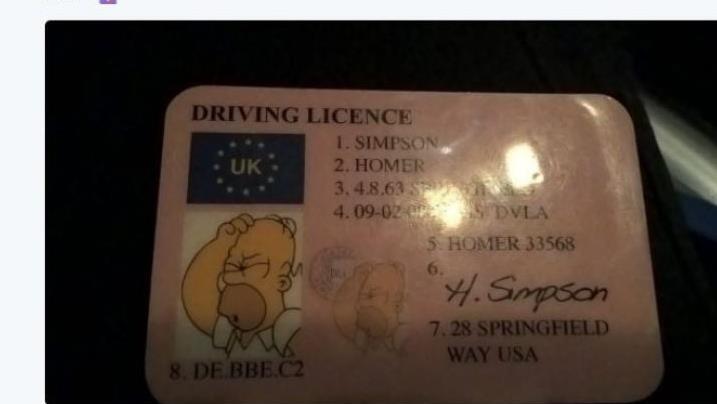 DRIVING LICENCE
UK
1. SIMPSON
2. HOMER
3. 4.8.63
4. 09-02 DVLA
5. HOMER 33568
6.
H. Simpson
7. 28 SPRINGFIELD
WAY USA
8. DE.BBE.C2